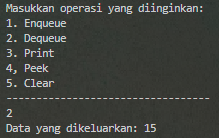 Masukkan operasi yang diinginkan:
1. Enqueue
2. Dequeue
3. Print
4, Peek
5. Clear
-----------------------------
2
Data yang dikeluarkan: 15